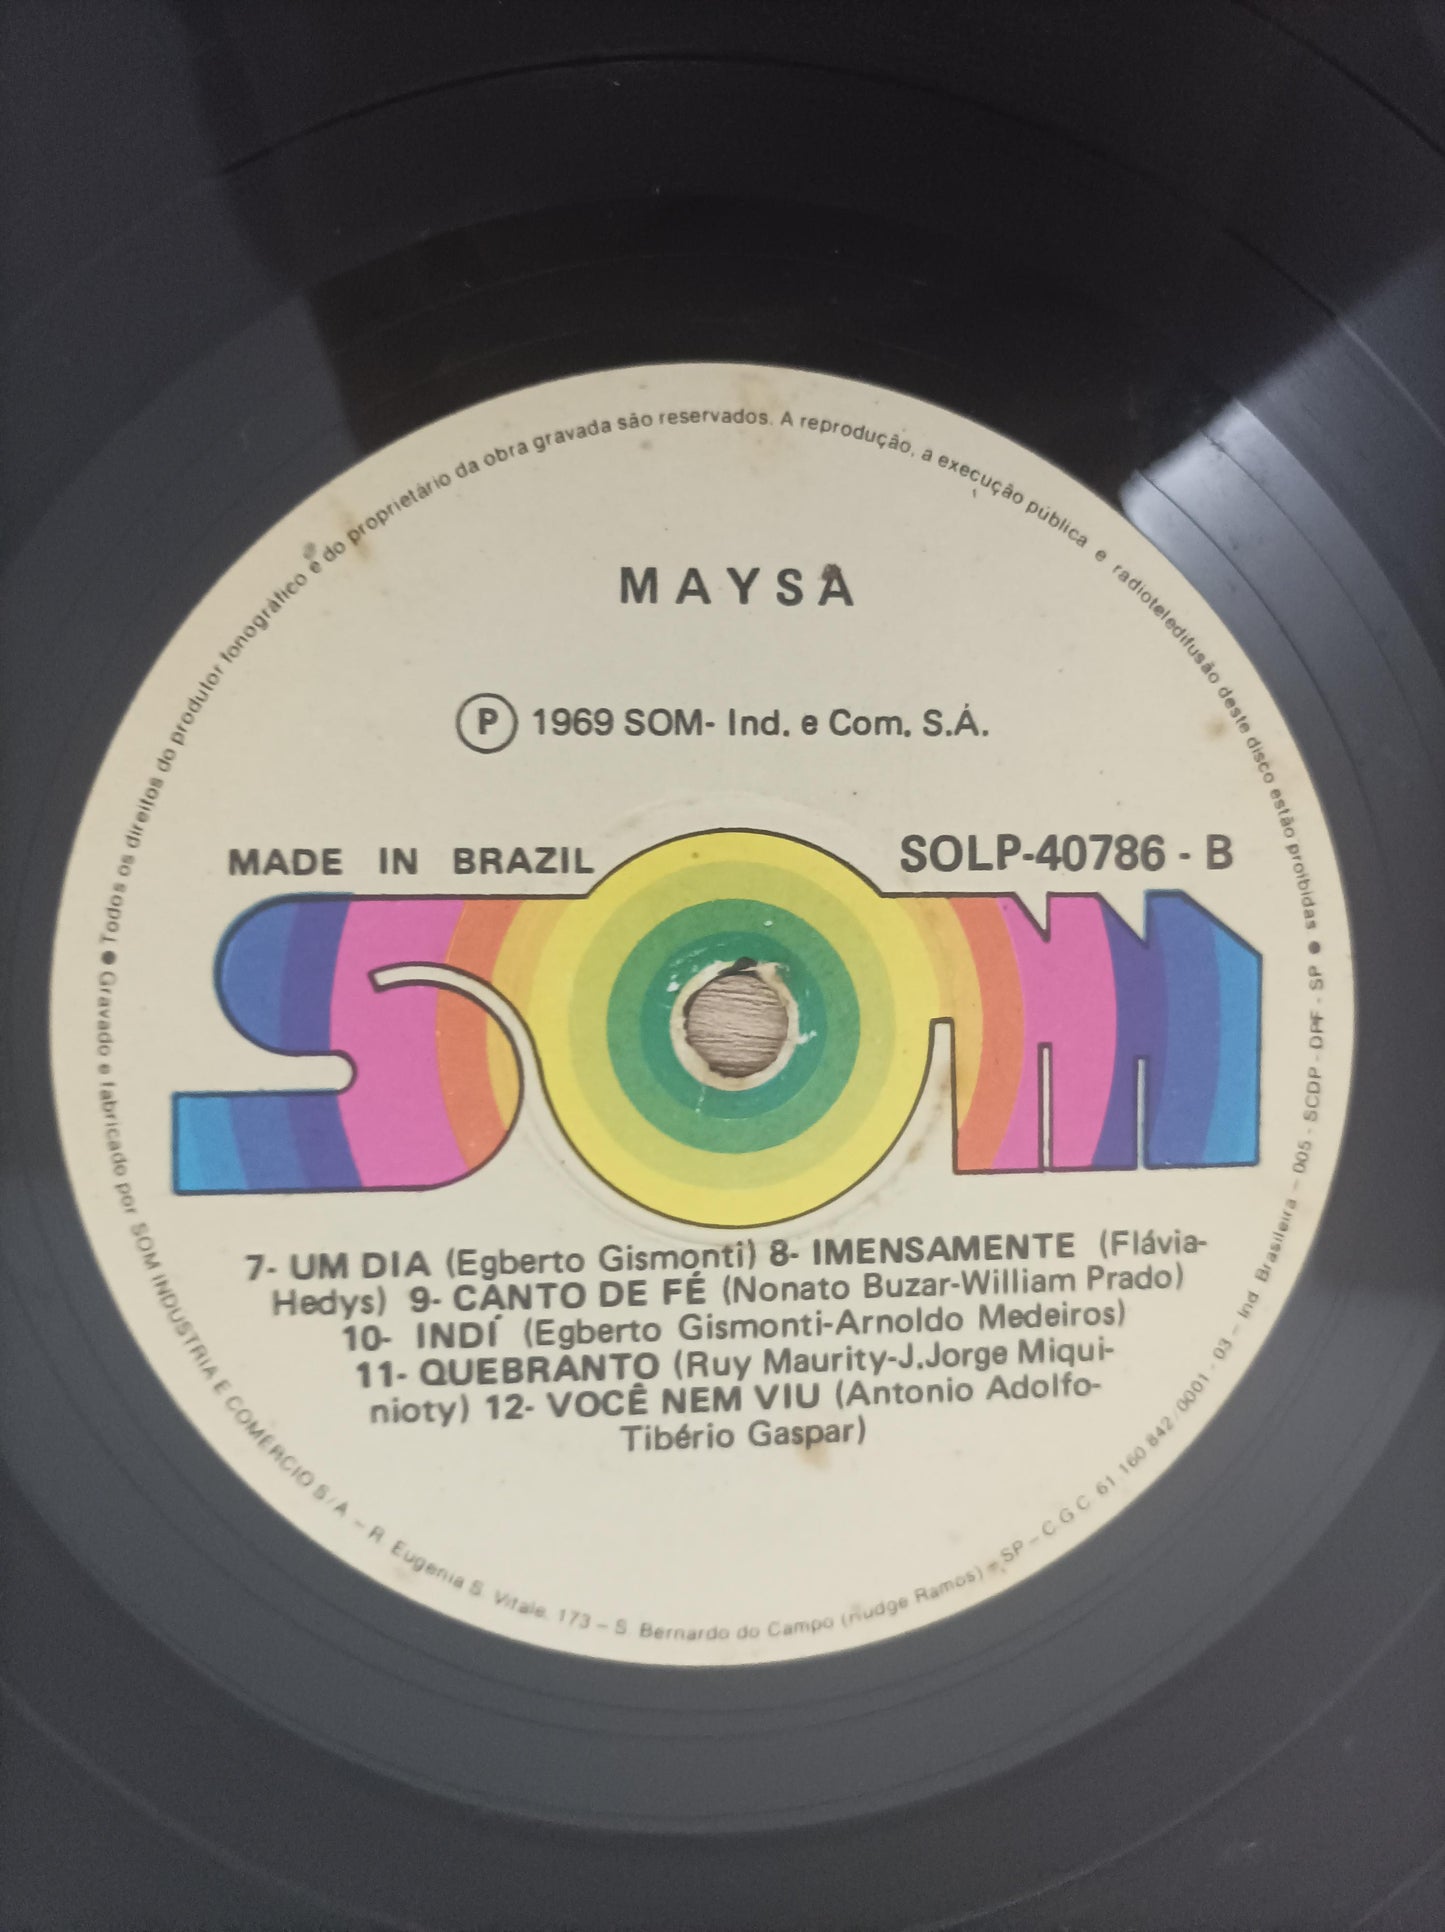 ● Todos os direitos do produtor fonográfico e do proprietário da obra gravada são reservados. A reprodução, a execução pública e radioteledifusão deste disco estão proibidas ●
MAYSA
Ⓟ 1969 SOM- Ind. e Com. S.Á.
MADE IN BRAZIL
SOLP-40786 - B
SOM
7- UM DIA (Egberto Gismonti) 8- IMENSAMENTE (Flávia-
Hedys) 9- CANTO DE FÉ (Nonato Buzar-William Prado)
10- INDÍ (Egberto Gismonti-Arnoldo Medeiros)
11- QUEBRANTO (Ruy Maurity-J.Jorge Miqui-
nioty) 12- VOCÊ NEM VIU (Antonio Adolfo-
Tibério Gaspar)
Gravado e fabricado por SOM INDUSTRIA E COMERCIO S/A – R. Eugenia S. Vitale, 173 – S. Bernardo do Campo (Rudge Ramos) – SP – C.G.C. 61.160.842/0001 - 03 – Ind. Brasileira – 005 - SCDP - DPF - SP